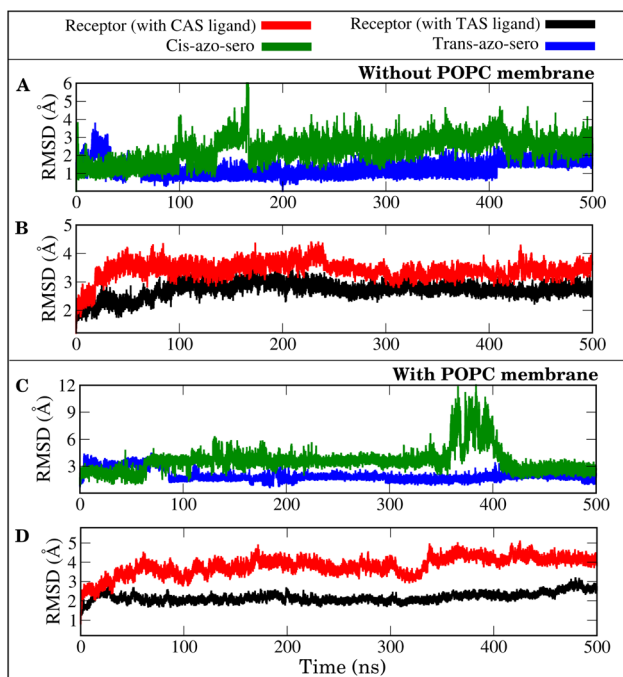 Receptor (with CAS ligand)
Receptor (with TAS ligand)
Cis-azo-sero
Trans-azo-sero
Without POPC membrane
A
RMSD (Å)
6
5
4
3
2
1
0
100
200
300
400
500
B
RMSD (Å)
5
4
3
2
0
100
200
300
400
500
With POPC membrane
C
RMSD (Å)
12
9
6
3
0
100
200
300
400
500
D
RMSD (Å)
5
4
3
2
1
0
100
200
300
400
500
Time (ns)